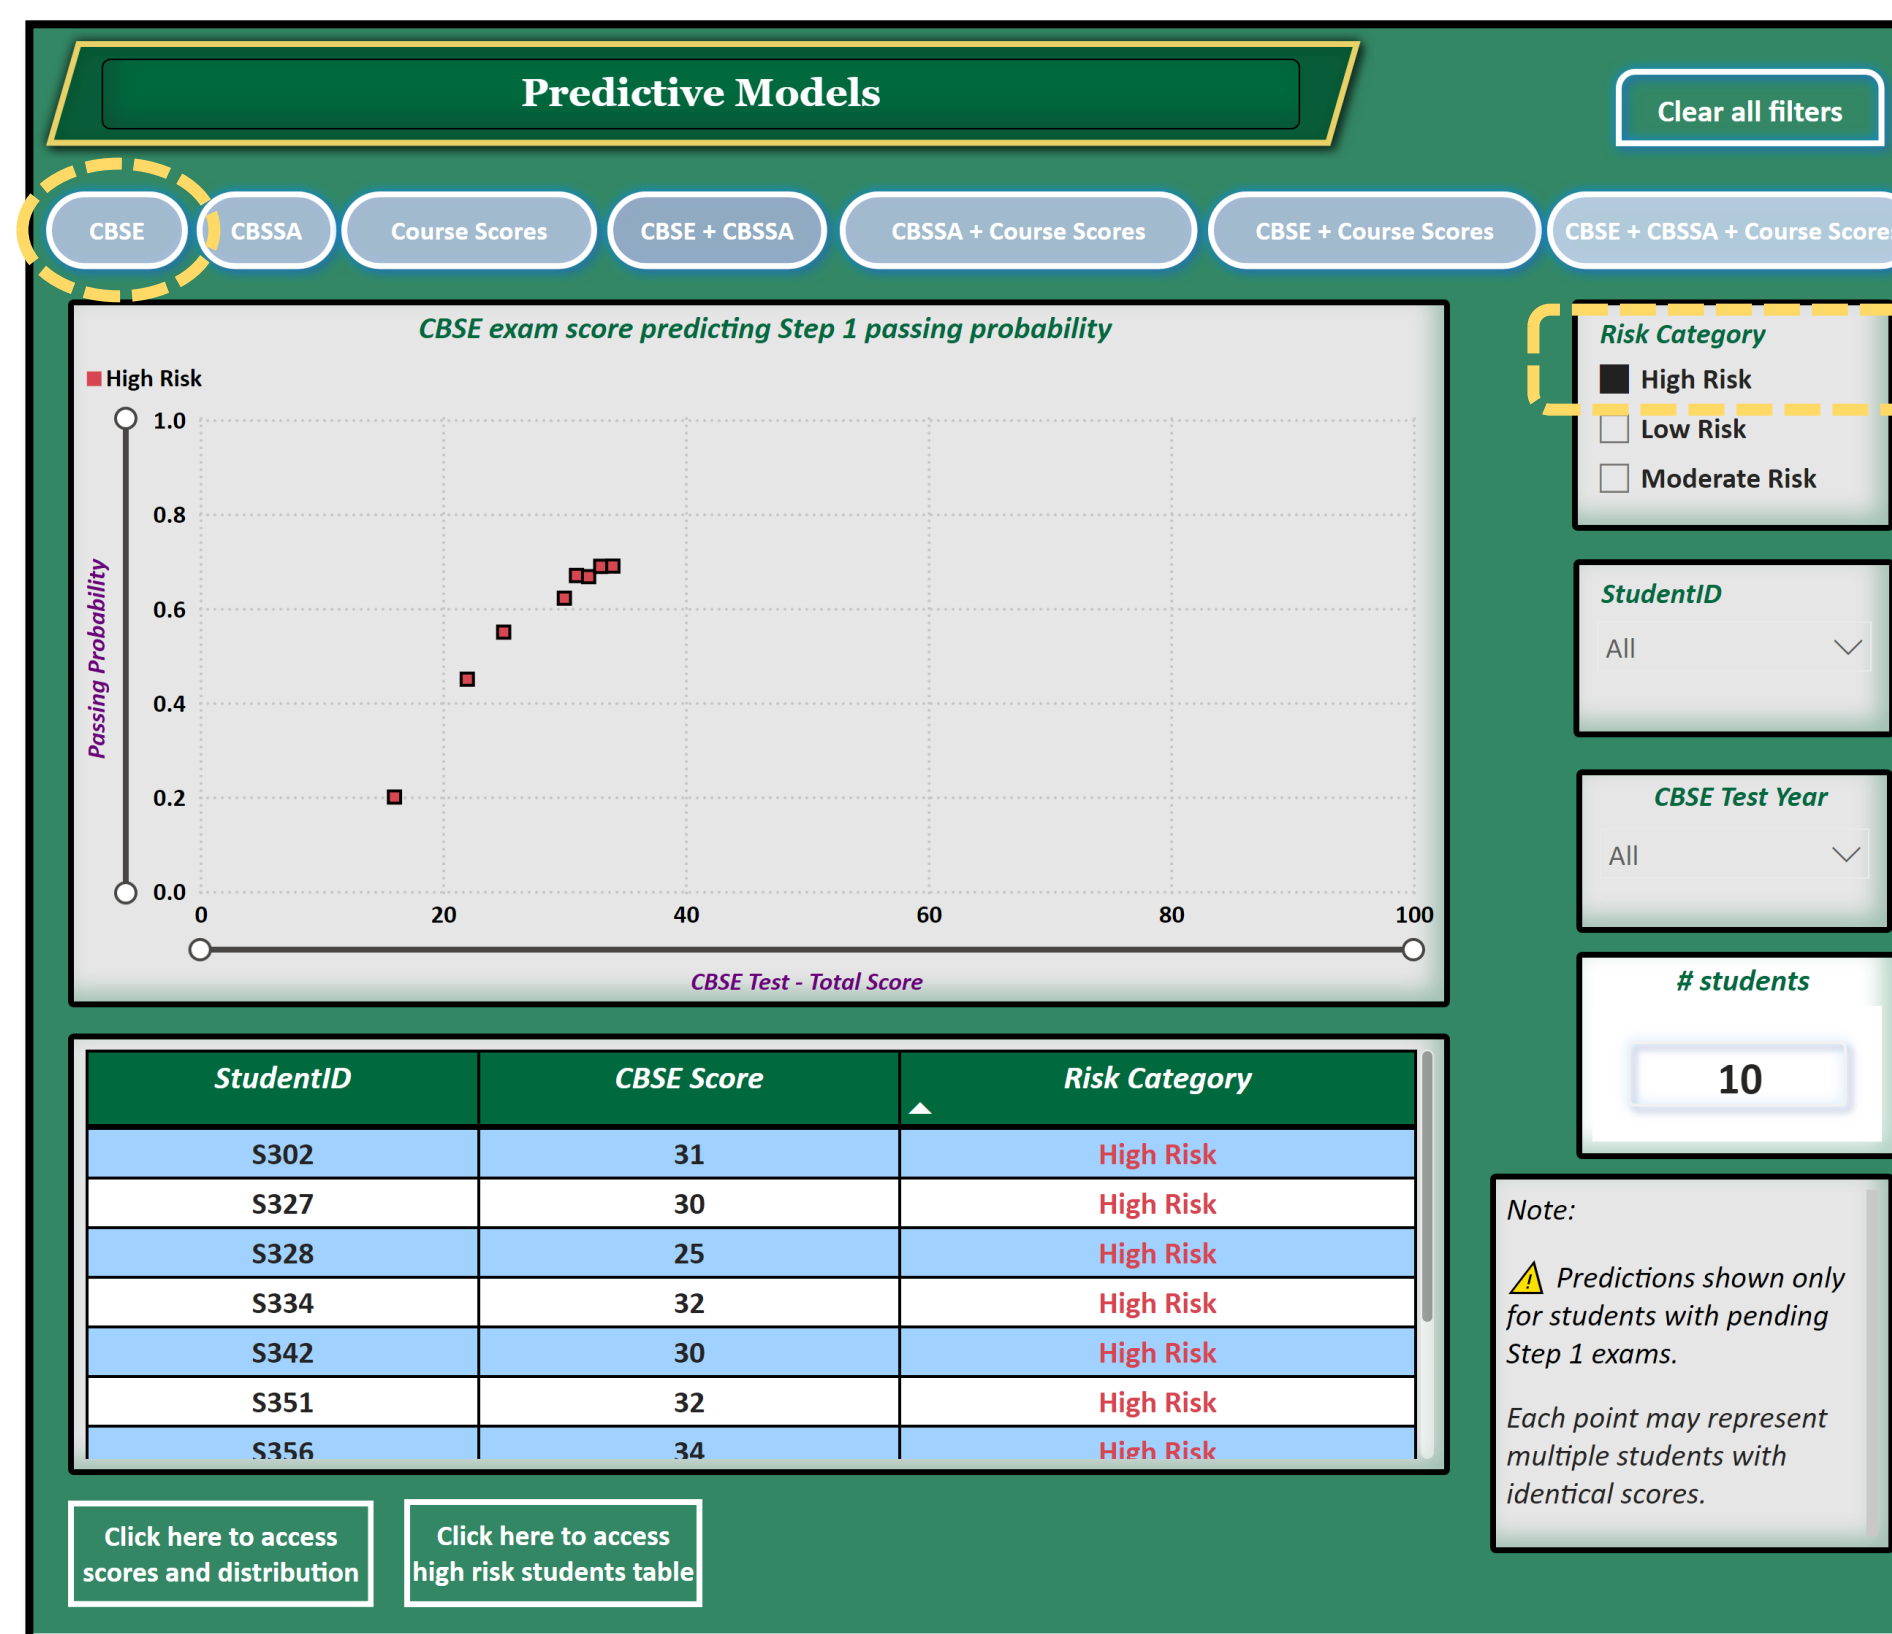 Predictive Models
Clear all filters
CBSE
CBSSA
Course Scores
CBSE + CBSSA
CBSSA + Course Scores
CBSE + Course Scores
CBSE + CBSSA + Course Scores
CBSE exam score predicting Step 1 passing probability
High Risk
1.0
0.8
0.6
0.4
0.2
0.0
Passing Probability
0 20 40 60 80 100
CBSE Test - Total Score
Risk Category
High Risk
Low Risk
Moderate Risk
StudentID
All
CBSE Test Year
All
# students
10
StudentID CBSE Score Risk Category
S302 31 High Risk
S327 30 High Risk
S328 25 High Risk
S334 32 High Risk
S342 30 High Risk
S351 32 High Risk
S356 34 High Risk
Note:
Predictions shown only
for students with pending
Step 1 exams.
Each point may represent
multiple students with
identical scores.
Click here to access
scores and distribution
Click here to access
high risk students table